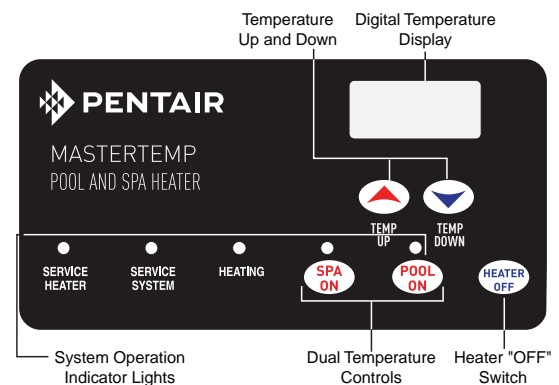 Temperature
Up and Down
Digital Temperature
Display
PENTAIR
MASTERTEMP
POOL AND SPA HEATER
TEMP
UP
TEMP
DOWN
SERVICE
HEATER
SERVICE
SYSTEM
HEATING
SPA
ON
POOL
ON
HEATER
OFF
System Operation
Indicator Lights
Dual Temperature
Controls
Heater "OFF"
Switch